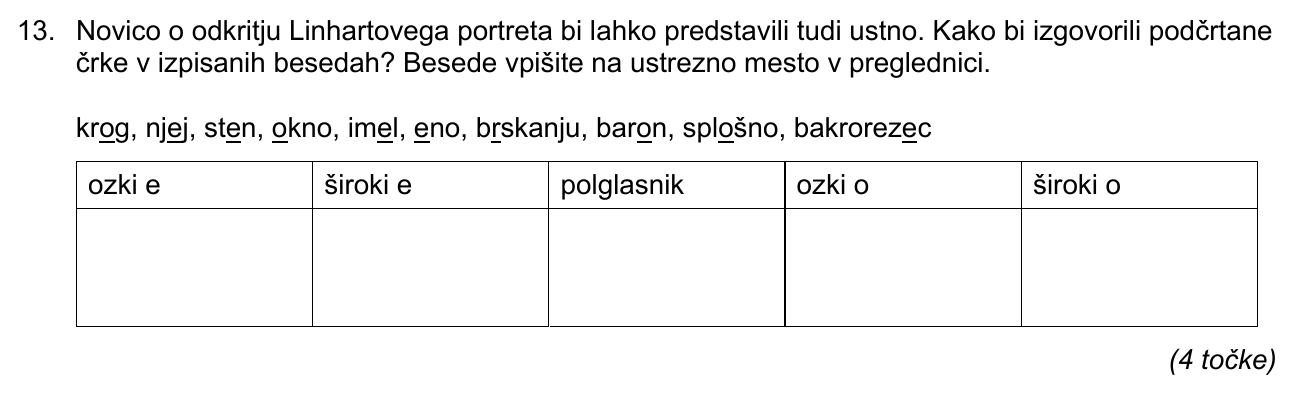 13. Novico o odkritju Linhartovega portreta bi lahko predstavili tudi ustno. Kako bi izgovorili podčrtane
črke v izpisanih besedah? Besede vpišite na ustrezno mesto v preglednici.
krog, njej, sten, okno, imel, eno, brskanju, baron, splošno, bakrorezec
ozki e široki e polglasnik ozki o široki o
(4 točke)